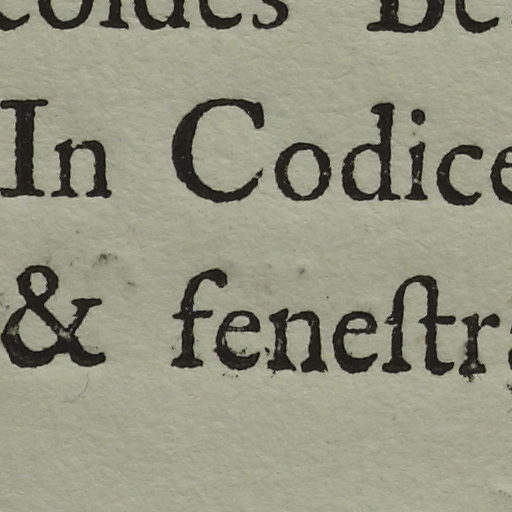 In Codice
& feneſtr